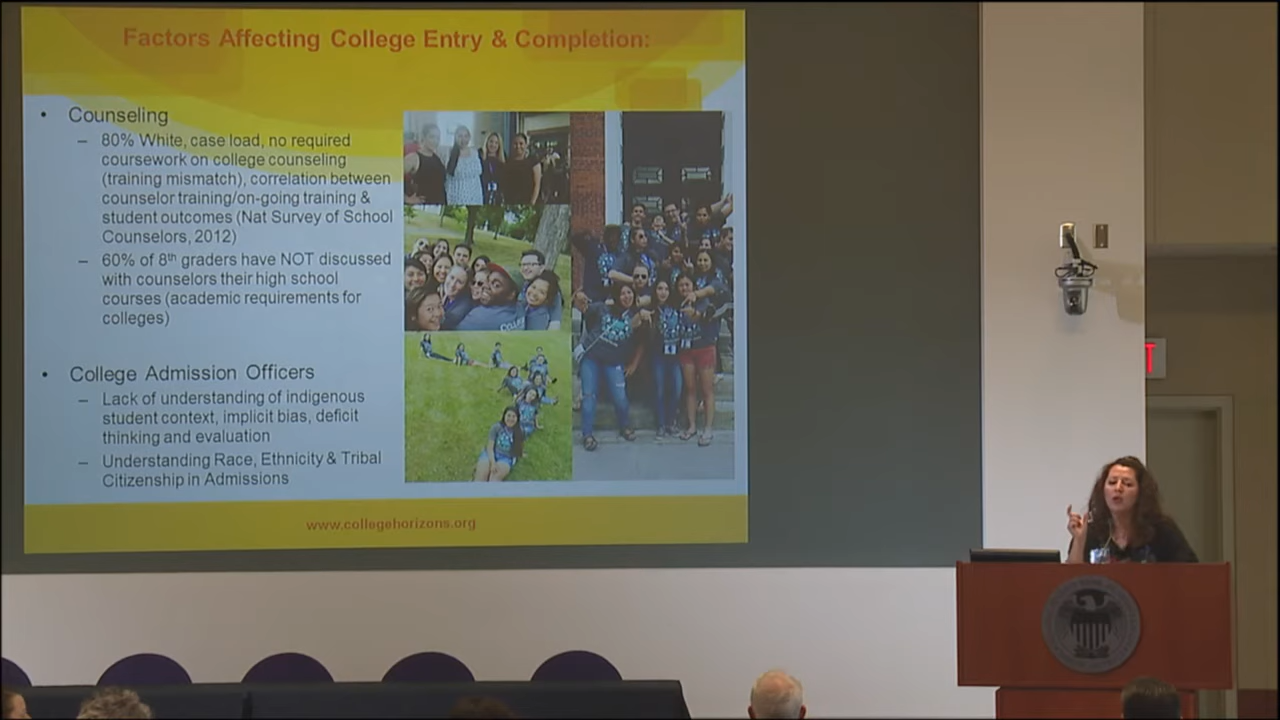 Factors Affecting College Entry & Completion:
• Counseling
– 80% White, case load, no required
coursework on college counseling
(training mismatch), correlation between
counselor training/on-going training &
student outcomes (Nat Survey of School
Counselors, 2012)
– 60% of 8th graders have NOT discussed
with counselors their high school
courses (academic requirements for
colleges)
• College Admission Officers
– Lack of understanding of indigenous
student context, implicit bias, deficit
thinking and evaluation
– Understanding Race, Ethnicity & Tribal
Citizenship in Admissions
www.collegehorizons.org